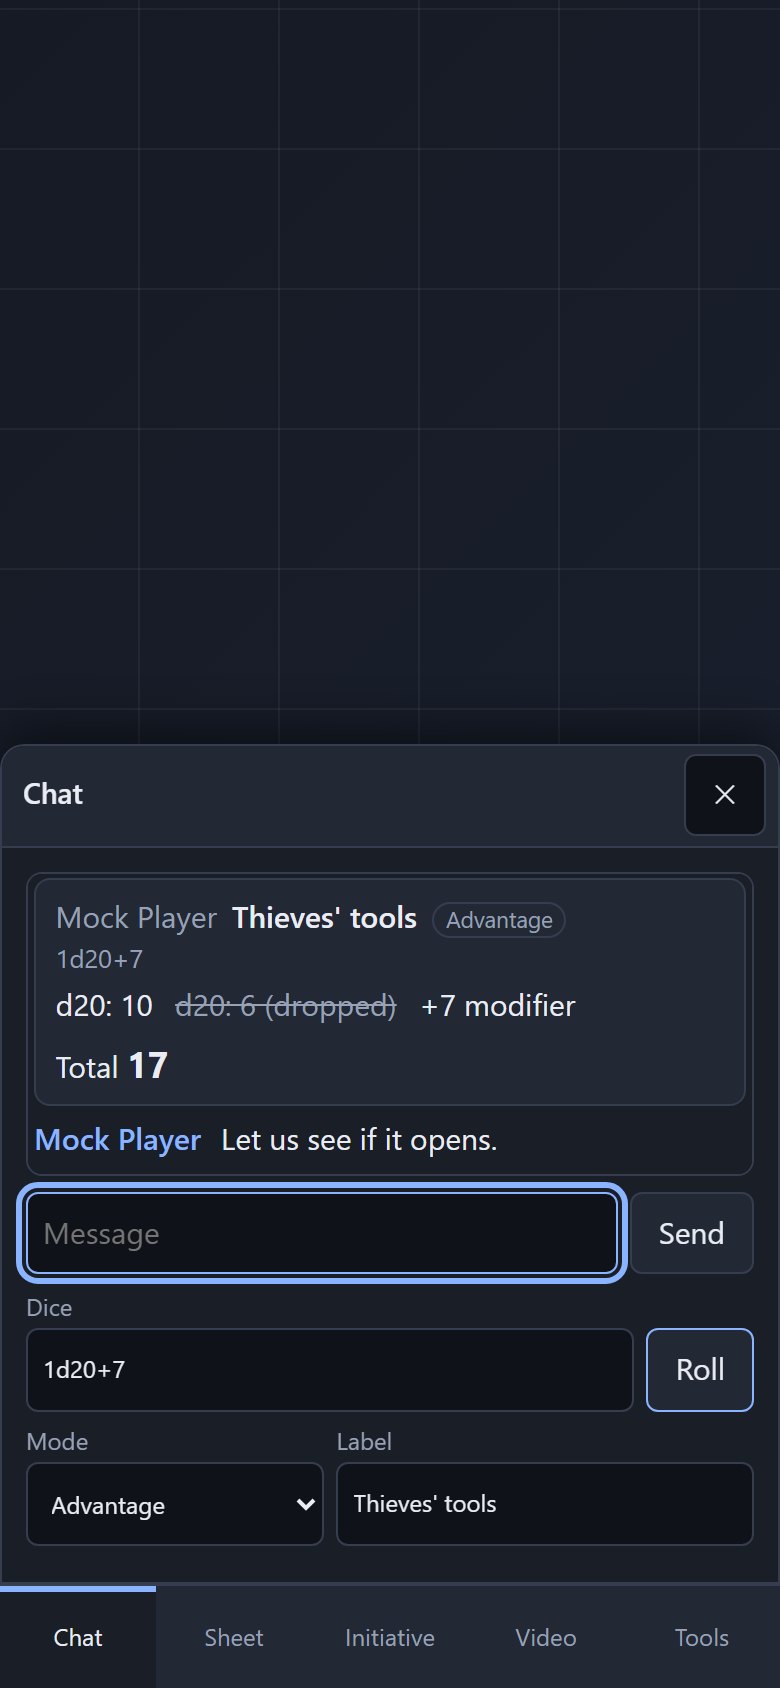 Chat
Mock Player Thieves' tools Advantage
1d20+7
d20: 10 d20: 6 (dropped) +7 modifier
Total 17
Mock Player Let us see if it opens.
Message Send
Dice
1d20+7 Roll
Mode Label
Advantage Thieves' tools
Chat Sheet Initiative Video Tools